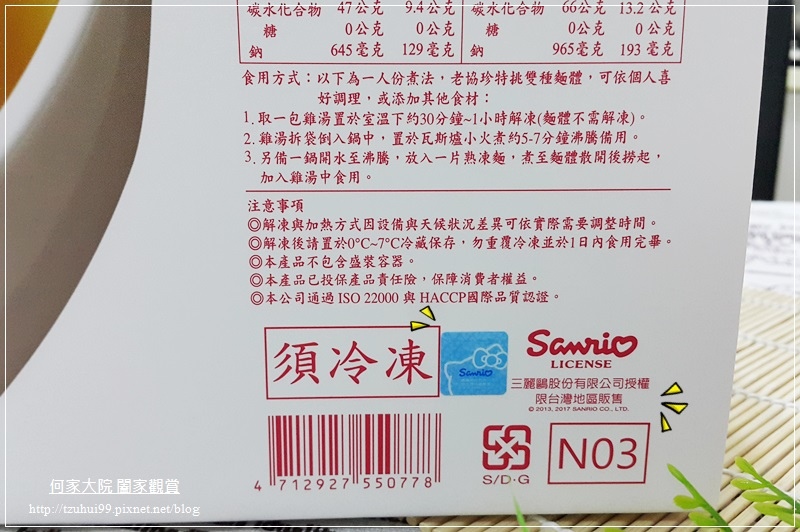 碳水化合物 47公克 9.4公克 碳水化合物 66公克 13.2公克
糖 0公克 0公克 糖 0公克 0公克
鈉 645毫克 129毫克 鈉 965毫克 193毫克
食用方式：以下為一人份煮法，老協珍特挑雙種麵體，可依個人喜
好調理，或添加其他食材：
1. 取一包雞湯置於室溫下約30分鐘~1小時解凍(麵體不需解凍)。
2. 雞湯拆袋倒入鍋中，置於瓦斯爐小火煮約5-7分鐘沸騰備用。
3. 另備一鍋開水至沸騰，放入一片熟凍麵，煮至麵體散開後撈起，
加入雞湯中食用。
注意事項
◎解凍與加熱方式因設備與天候狀況差異可依實際需要調整時間。
◎解凍後請置於0°C~7°C冷藏保存，勿重覆冷凍並於1日內食用完畢。
◎本產品不包含盛裝容器。
◎本產品已投保產品責任險，保障消費者權益。
◎本公司通過 ISO 22000 與 HACCP國際品質認證。
須冷凍
Sanrio
Sanrio
LICENSE
三麗鷗股份有限公司授權
限台灣地區販售
© 2013, 2017 SANRIO CO., LTD.
4 712927 550778
S/D·G
N03
何家大院 闔家觀賞
http://tzuhui99.pixnet.net/blog